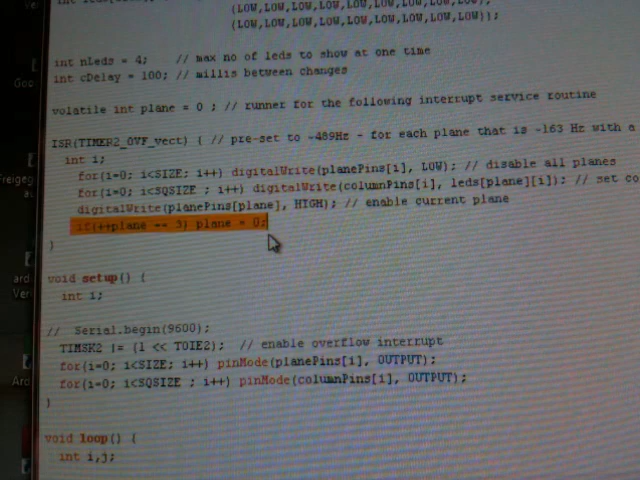 {LOW,LOW,LOW,LOW,LOW,LOW,LOW,LOW,LOW},
{LOW,LOW,LOW,LOW,LOW,LOW,LOW,LOW,LOW}};
int nLeds = 4; // max no of leds to show at one time
int cDelay = 100; // millis between changes
volatile int plane = 0 ; // runner for the following interrupt service routine
ISR(TIMER2_OVF_vect) { // pre-set to ~489Hz - for each plane that is ~163 Hz with a
int i;
for(i=0; i<SIZE; i++) digitalWrite(planePins[i], LOW); // disable all planes
for(i=0; i<SQSIZE ; i++) digitalWrite(columnPins[i], leds[plane][i]); // set co
digitalWrite(planePins[plane], HIGH); // enable current plane
if(++plane == 3) plane = 0;
}
void setup() {
int i;
// Serial.begin(9600);
TIMSK2 |= (1 << TOIE2); // enable overflow interrupt
for(i=0; i<SIZE; i++) pinMode(planePins[i], OUTPUT);
for(i=0; i<SQSIZE ; i++) pinMode(columnPins[i], OUTPUT);
}
void loop() {
int i,j;
Goo
Freigege
ard
Ver
Ard